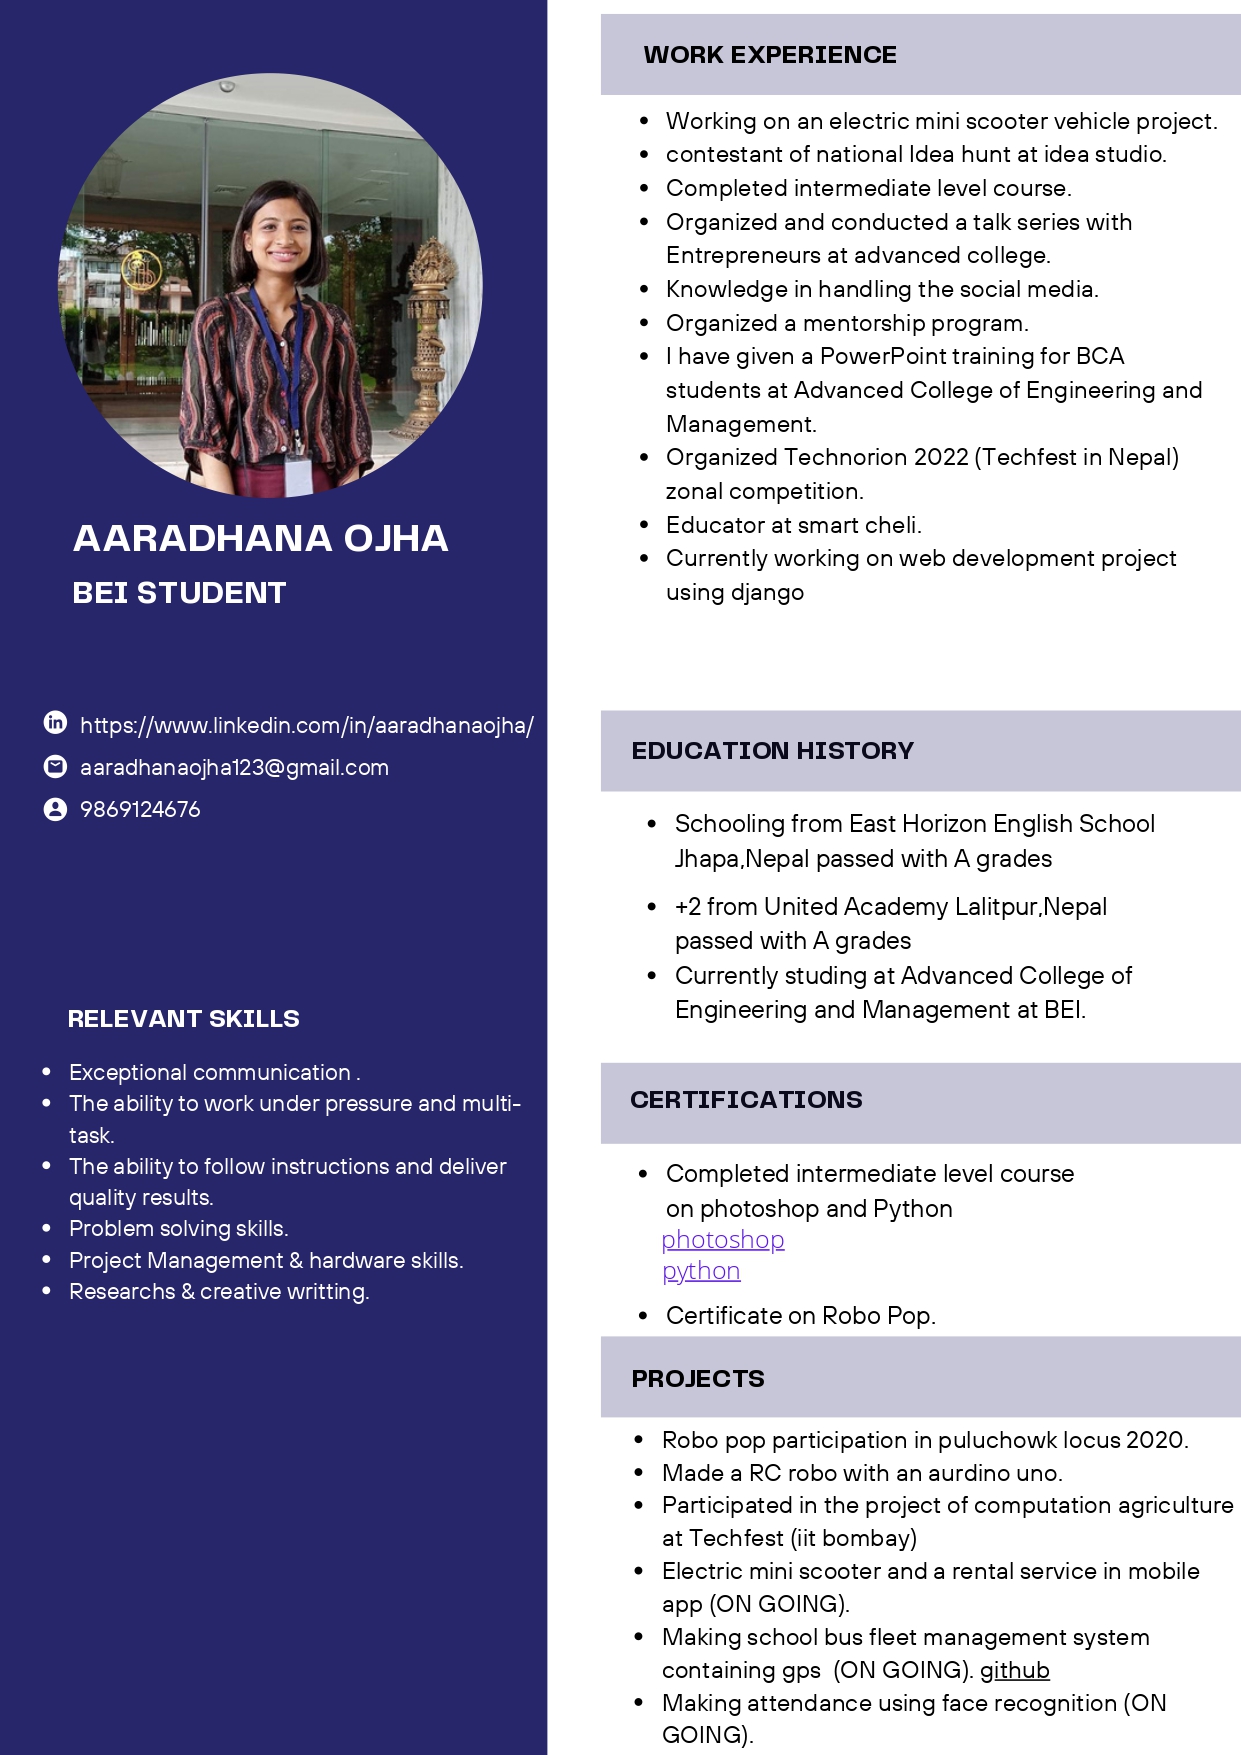 AARADHANA OJHA
BEI STUDENT
https://www.linkedin.com/in/aaradhanaojha/
aaradhanaojha123@gmail.com
9869124676
RELEVANT SKILLS
• Exceptional communication .
• The ability to work under pressure and multi-
task.
• The ability to follow instructions and deliver
quality results.
• Problem solving skills.
• Project Management & hardware skills.
• Researchs & creative writting.
WORK EXPERIENCE
• Working on an electric mini scooter vehicle project.
• contestant of national Idea hunt at idea studio.
• Completed intermediate level course.
• Organized and conducted a talk series with
Entrepreneurs at advanced college.
• Knowledge in handling the social media.
• Organized a mentorship program.
• I have given a PowerPoint training for BCA
students at Advanced College of Engineering and
Management.
• Organized Technorion 2022 (Techfest in Nepal)
zonal competition.
• Educator at smart cheli.
• Currently working on web development project
using django
EDUCATION HISTORY
• Schooling from East Horizon English School
Jhapa,Nepal passed with A grades
• +2 from United Academy Lalitpur,Nepal
passed with A grades
• Currently studing at Advanced College of
Engineering and Management at BEI.
CERTIFICATIONS
• Completed intermediate level course
on photoshop and Python
photoshop
python
• Certificate on Robo Pop.
PROJECTS
• Robo pop participation in puluchowk locus 2020.
• Made a RC robo with an aurdino uno.
• Participated in the project of computation agriculture
at Techfest (iit bombay)
• Electric mini scooter and a rental service in mobile
app (ON GOING).
• Making school bus fleet management system
containing gps (ON GOING). github
• Making attendance using face recognition (ON
GOING).